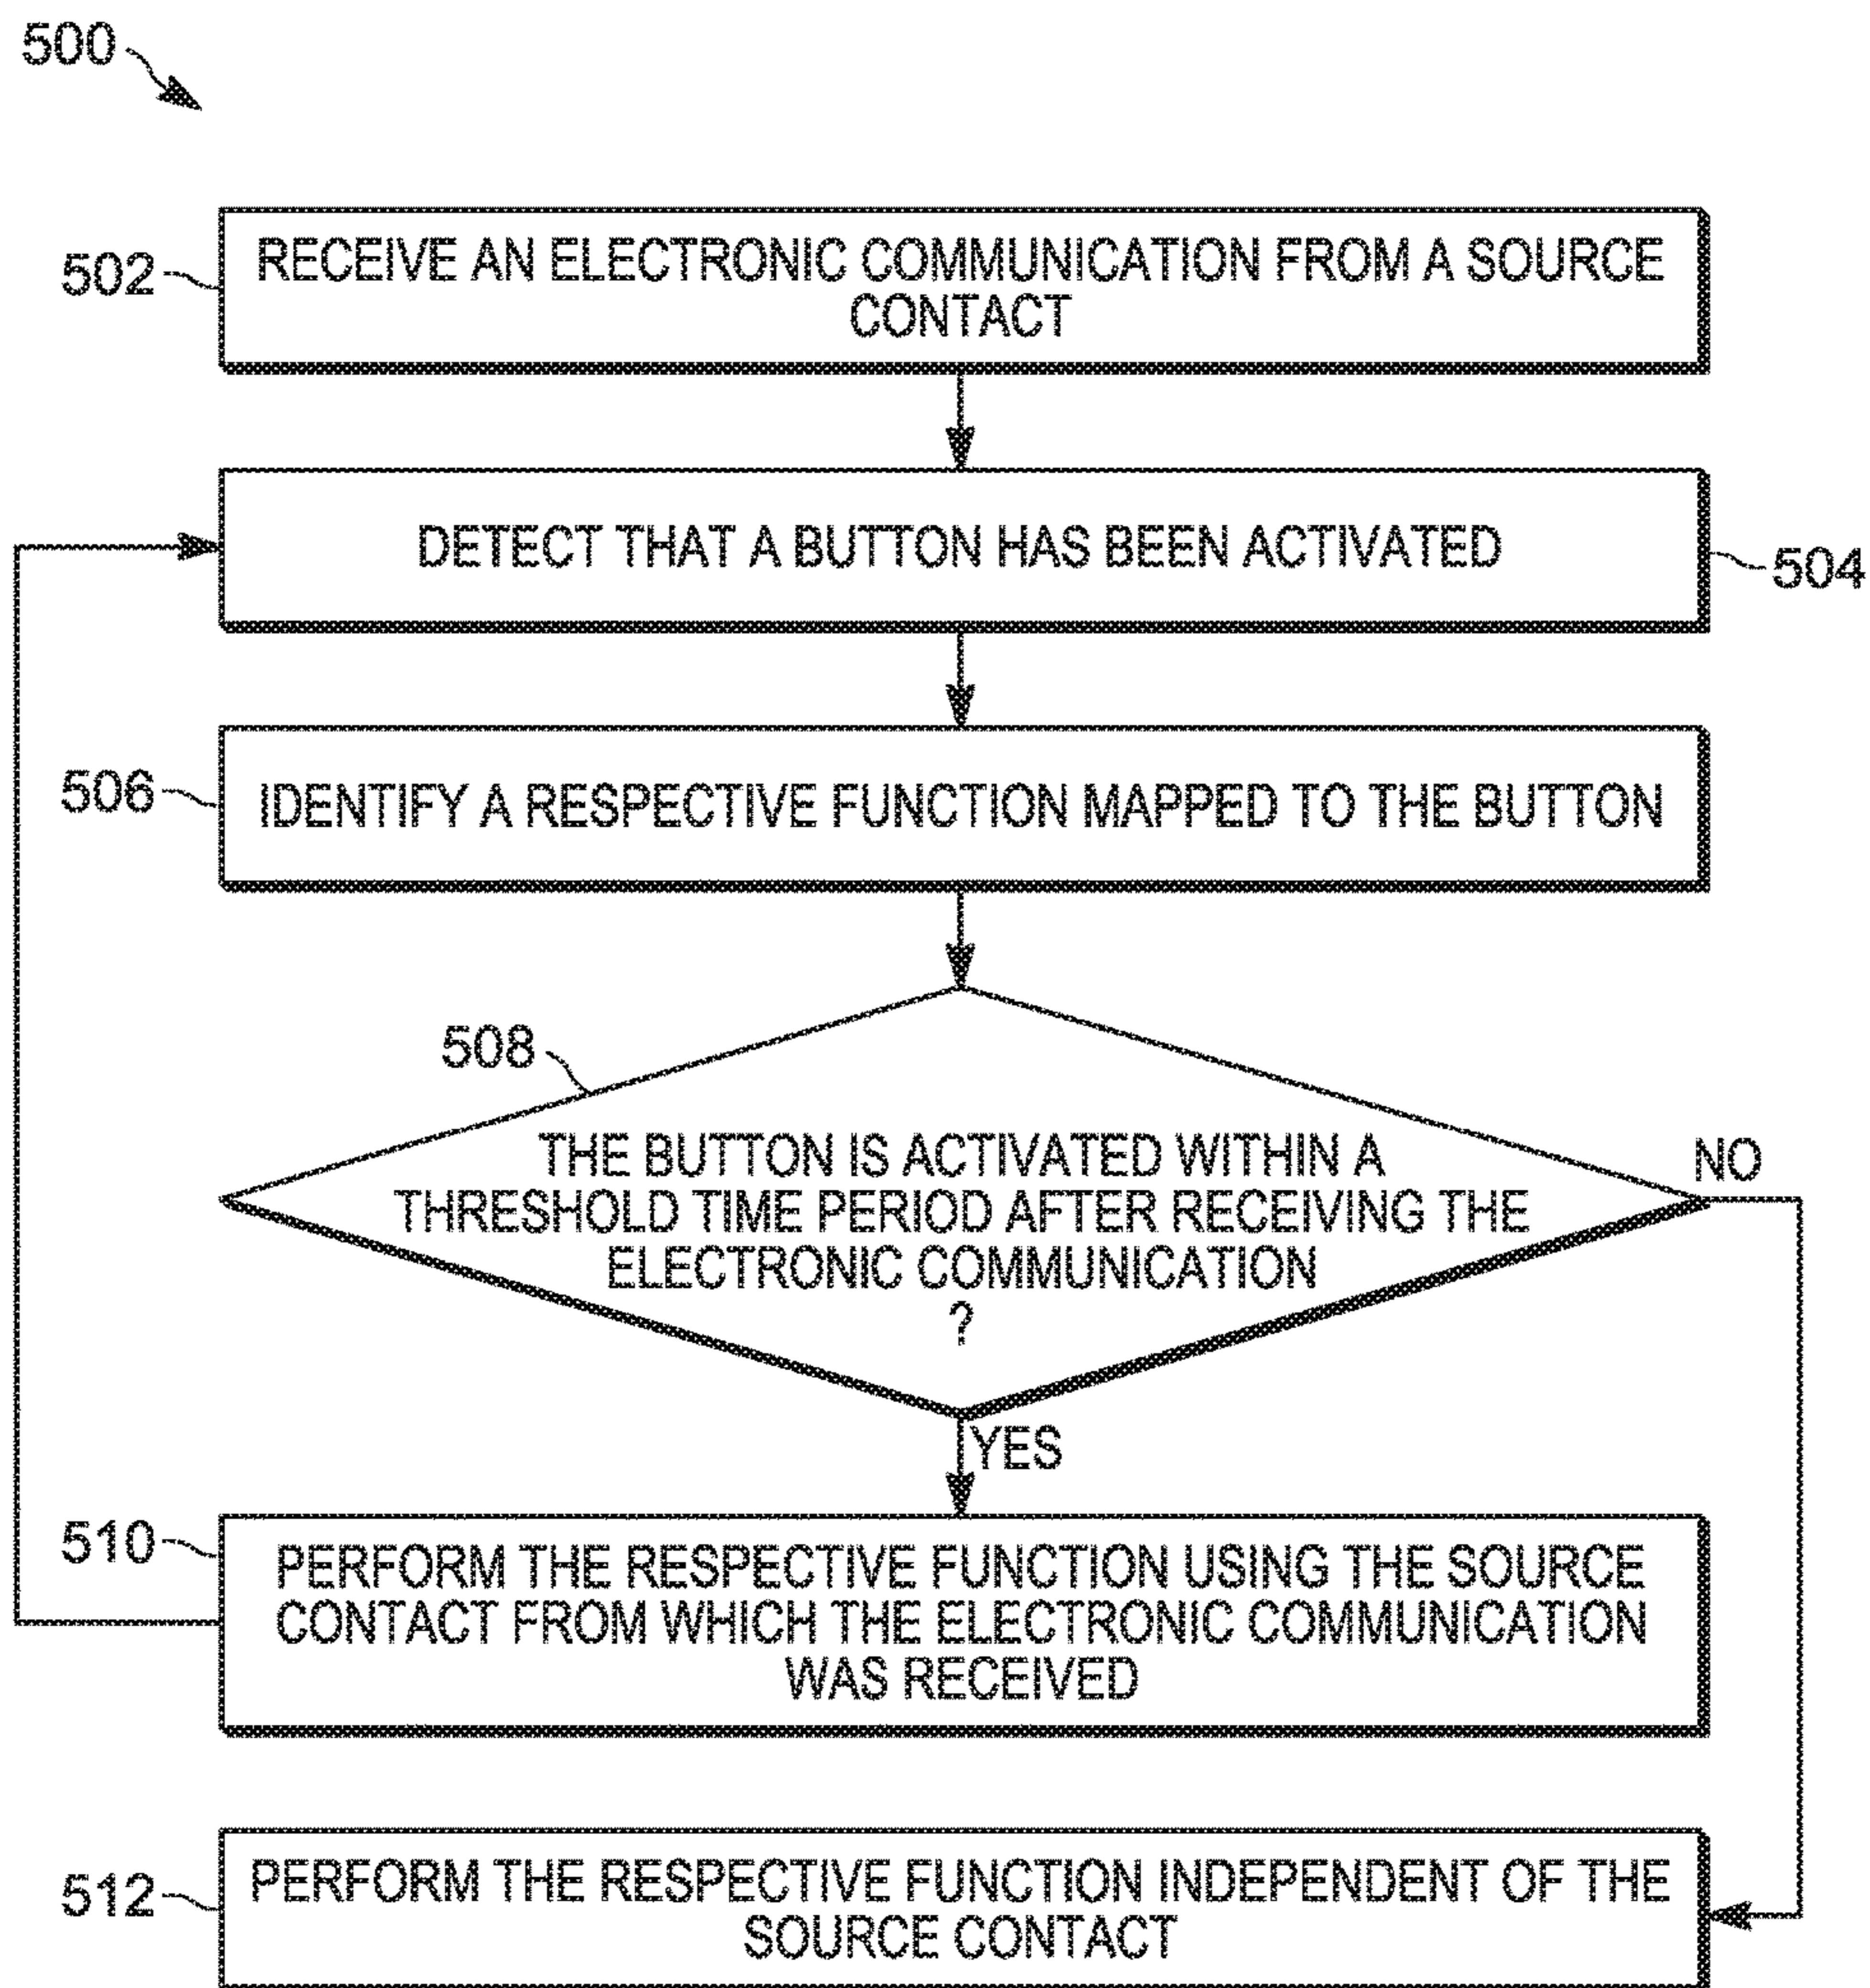 500
502
RECEIVE AN ELECTRONIC COMMUNICATION FROM A SOURCE
CONTACT
DETECT THAT A BUTTON HAS BEEN ACTIVATED
504
506
IDENTIFY A RESPECTIVE FUNCTION MAPPED TO THE BUTTON
508
THE BUTTON IS ACTIVATED WITHIN A
THRESHOLD TIME PERIOD AFTER RECEIVING THE
ELECTRONIC COMMUNICATION
?
NO
YES
510
PERFORM THE RESPECTIVE FUNCTION USING THE SOURCE
CONTACT FROM WHICH THE ELECTRONIC COMMUNICATION
WAS RECEIVED
512
PERFORM THE RESPECTIVE FUNCTION INDEPENDENT OF THE
SOURCE CONTACT